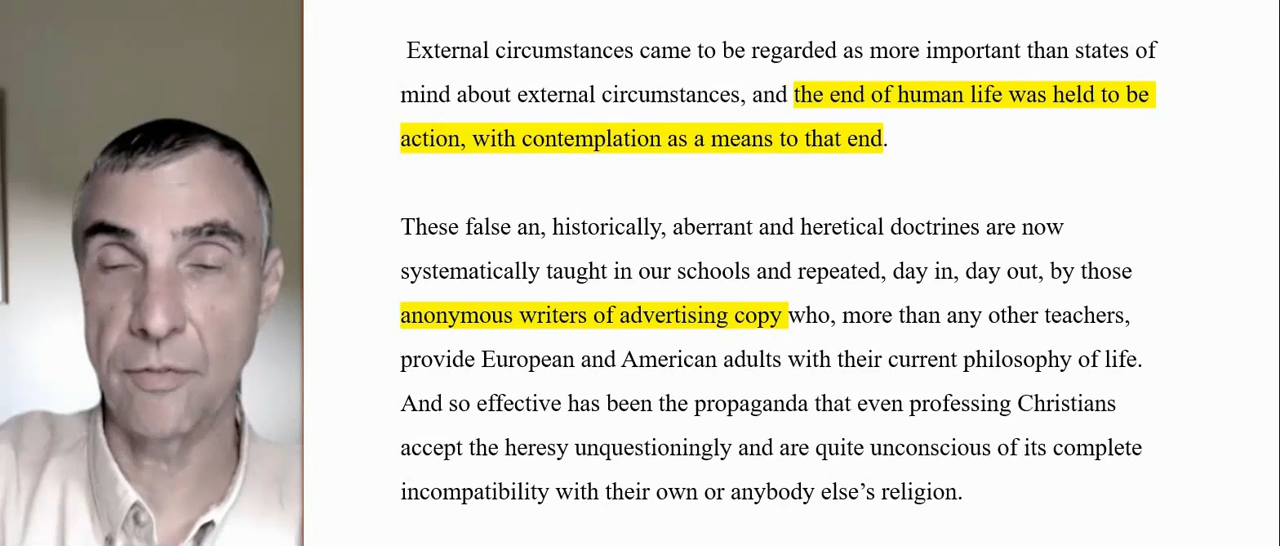 External circumstances came to be regarded as more important than states of
mind about external circumstances, and the end of human life was held to be
action, with contemplation as a means to that end.
These false an, historically, aberrant and heretical doctrines are now
systematically taught in our schools and repeated, day in, day out, by those
anonymous writers of advertising copy who, more than any other teachers,
provide European and American adults with their current philosophy of life.
And so effective has been the propaganda that even professing Christians
accept the heresy unquestioningly and are quite unconscious of its complete
incompatibility with their own or anybody else’s religion.